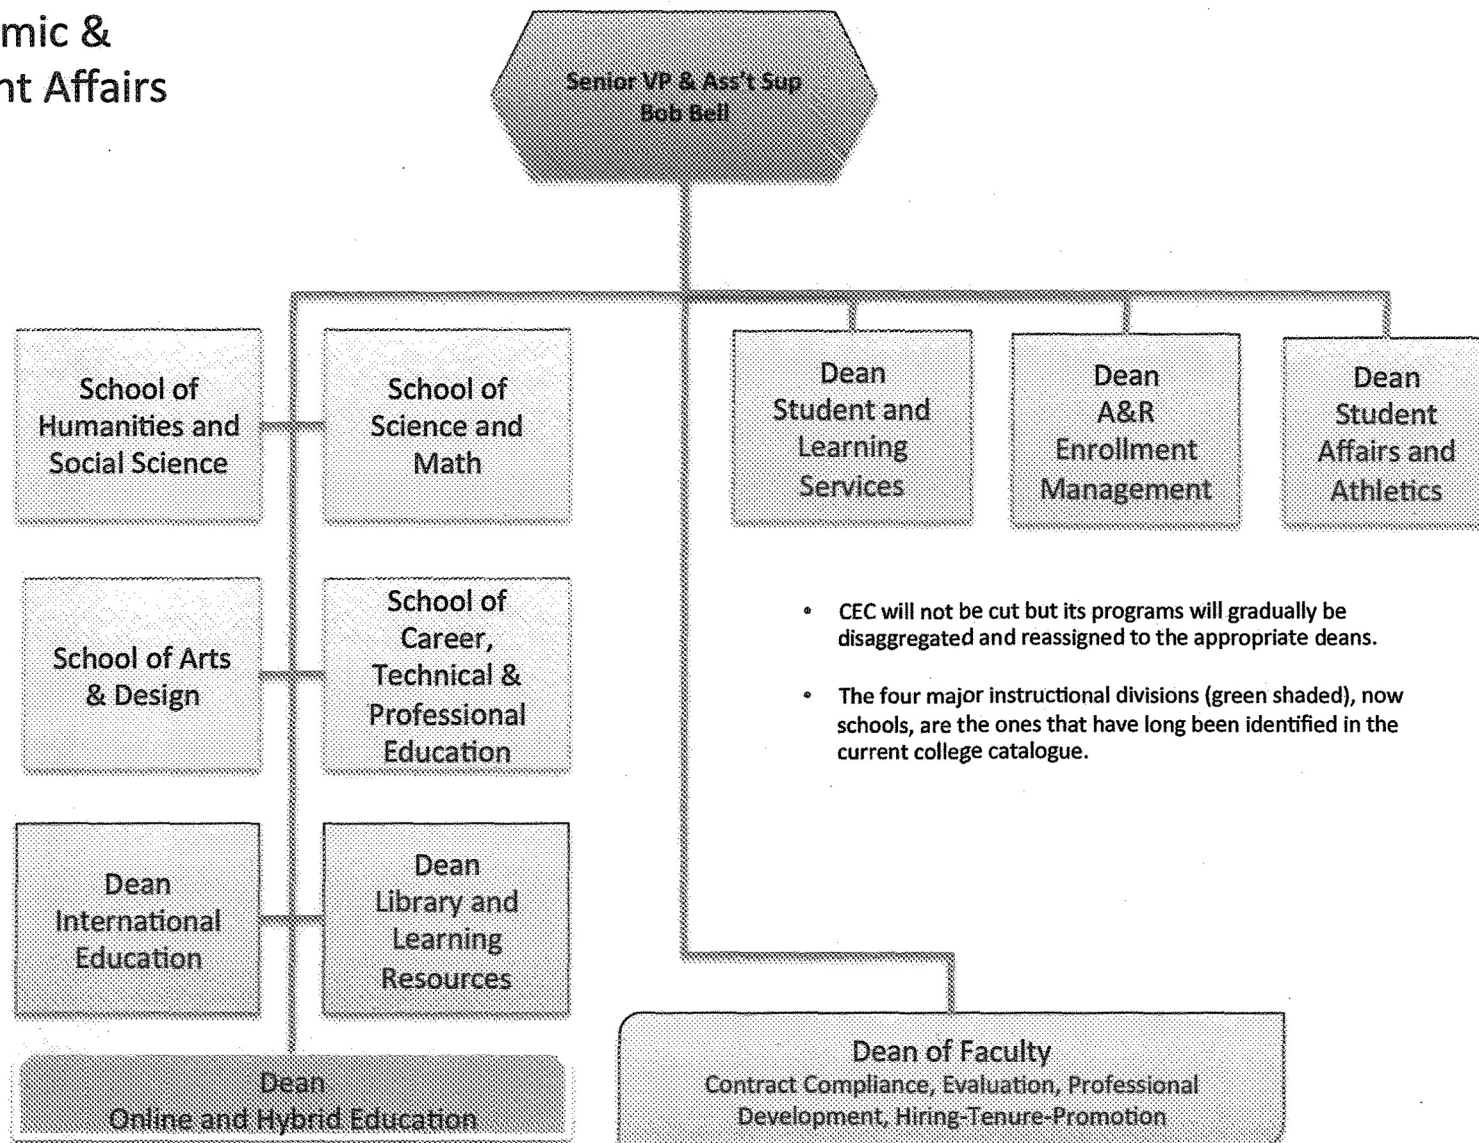 mic &
nt Affairs
Senior VP & Ass't Sup
Bob Bell
School of
Humanities and
Social Science
School of
Science and
Math
Dean
Student and
Learning
Services
Dean
A&R
Enrollment
Management
Dean
Student
Affairs and
Athletics
School of Arts
& Design
School of
Career,
Technical &
Professional
Education
• CEC will not be cut but its programs will gradually be
disaggregated and reassigned to the appropriate deans.
• The four major instructional divisions (green shaded), now
schools, are the ones that have long been identified in the
current college catalogue.
Dean
International
Education
Dean
Library and
Learning
Resources
Dean
Online and Hybrid Education
Dean of Faculty
Contract Compliance, Evaluation, Professional
Development, Hiring-Tenure-Promotion